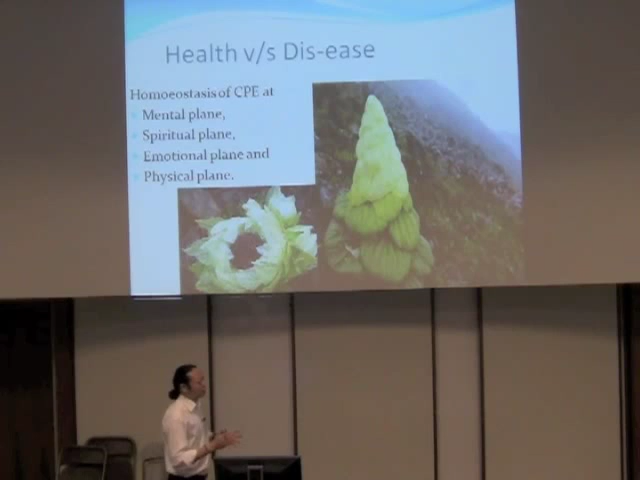 Health v/s Dis-ease
Homoeostasis of CPE at
Mental plane,
Spiritual plane,
Emotional plane and
Physical plane.